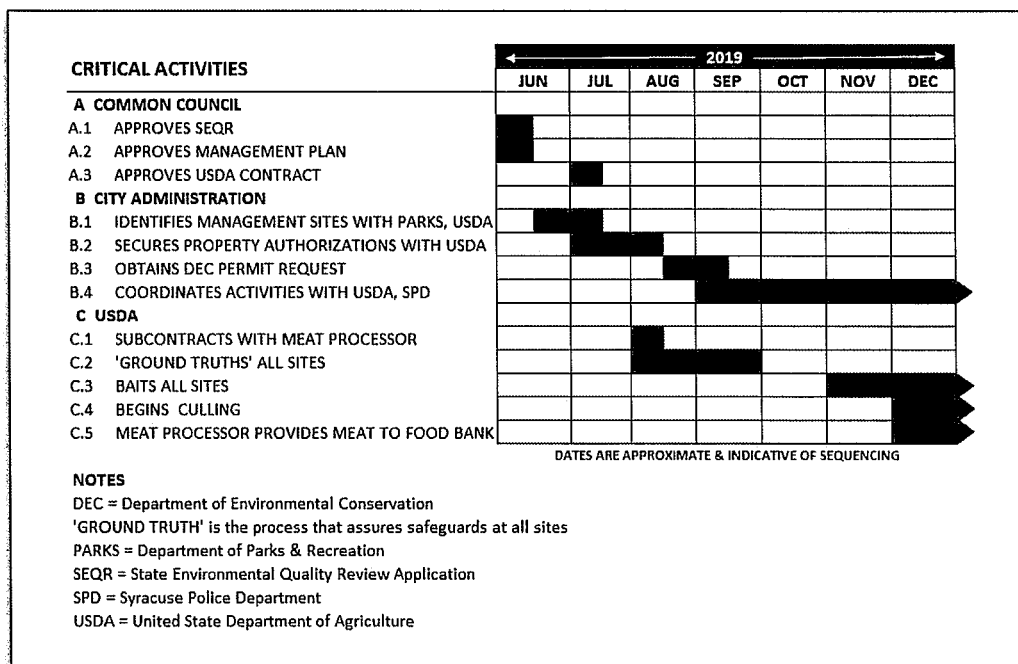 2019
CRITICAL ACTIVITIES
JUN JUL AUG SEP OCT NOV DEC
A COMMON COUNCIL
A.1 APPROVES SEQR
A.2 APPROVES MANAGEMENT PLAN
A.3 APPROVES USDA CONTRACT
B CITY ADMINISTRATION
B.1 IDENTIFIES MANAGEMENT SITES WITH PARKS, USDA
B.2 SECURES PROPERTY AUTHORIZATIONS WITH USDA
B.3 OBTAINS DEC PERMIT REQUEST
B.4 COORDINATES ACTIVITIES WITH USDA, SPD
C USDA
C.1 SUBCONTRACTS WITH MEAT PROCESSOR
C.2 'GROUND TRUTHS' ALL SITES
C.3 BAITS ALL SITES
C.4 BEGINS CULLING
C.5 MEAT PROCESSOR PROVIDES MEAT TO FOOD BANK
DATES ARE APPROXIMATE & INDICATIVE OF SEQUENCING
NOTES
DEC = Department of Environmental Conservation
'GROUND TRUTH' is the process that assures safeguards at all sites
PARKS = Department of Parks & Recreation
SEQR = State Environmental Quality Review Application
SPD = Syracuse Police Department
USDA = United State Department of Agriculture